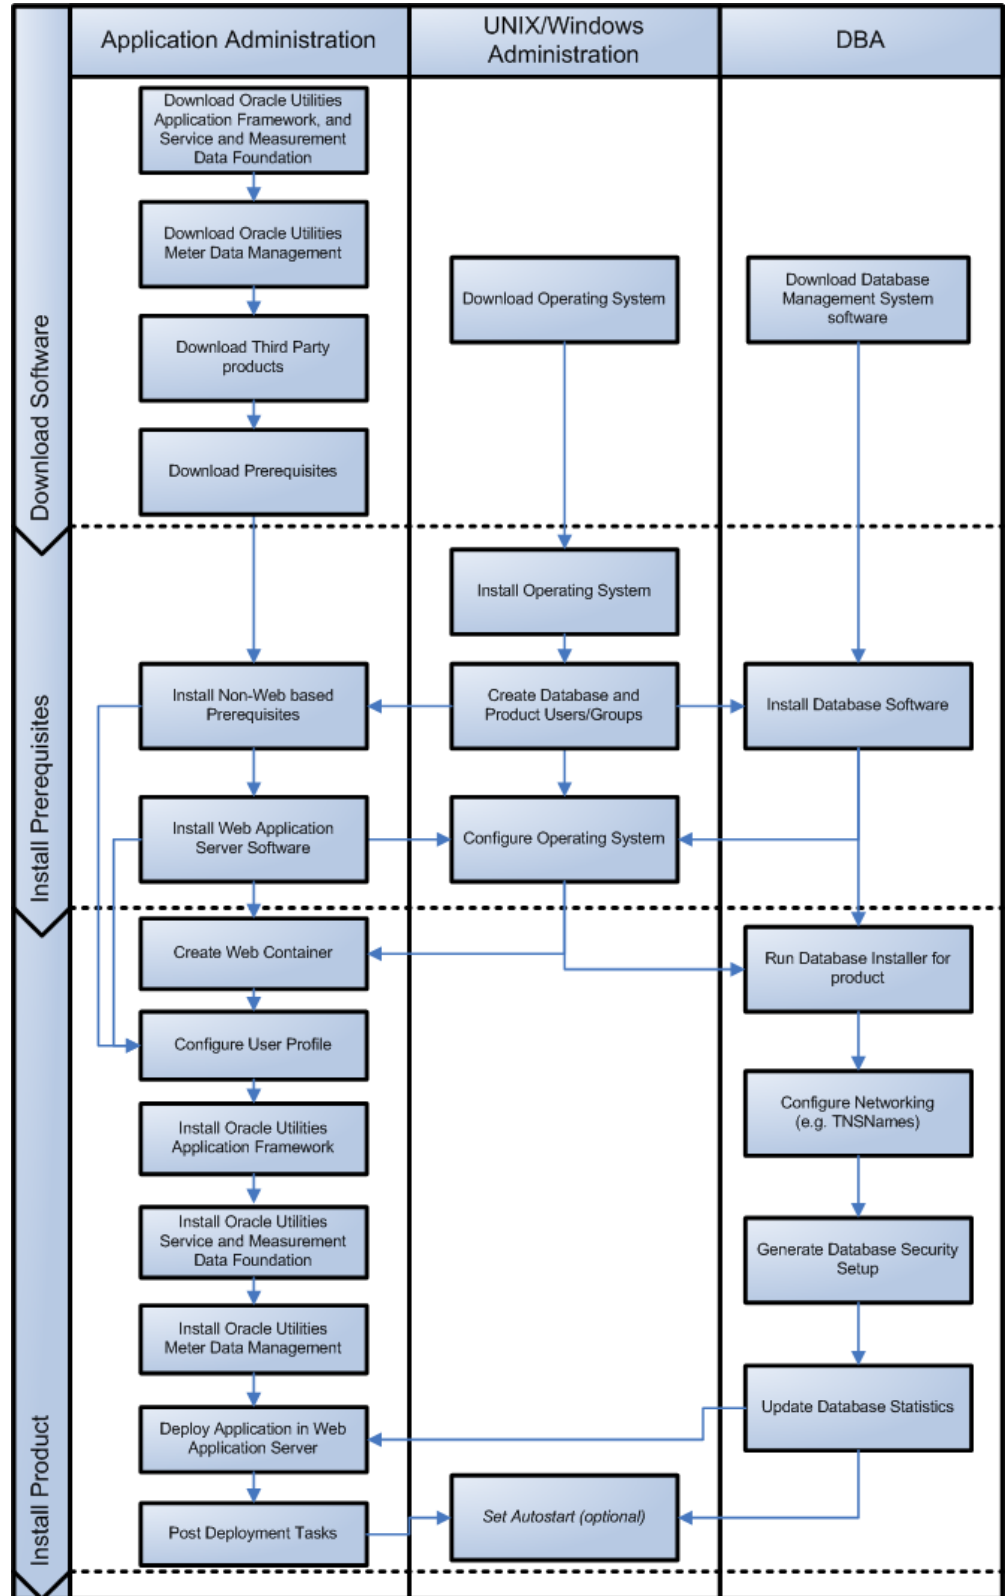 Application Administration
UNIX/Windows
Administration
DBA
Download Software
Download Oracle Utilities
Application Framework, and
Service and Measurement
Data Foundation
Download Oracle Utilities
Meter Data Management
Download Third Party
products
Download Prerequisites
Download Operating System
Download Database
Management System
software
Install Prerequisites
Install Operating System
Install Non-Web based
Prerequisites
Create Database and
Product Users/Groups
Install Database Software
Install Web Application
Server Software
Configure Operating System
Install Product
Create Web Container
Run Database Installer for
product
Configure User Profile
Configure Networking
(e.g. TNSNames)
Install Oracle Utilities
Application Framework
Install Oracle Utilities
Service and Measurement
Data Foundation
Generate Database Security
Setup
Install Oracle Utilities
Meter Data Management
Update Database Statistics
Deploy Application in Web
Application Server
Post Deployment Tasks
Set Autostart (optional)